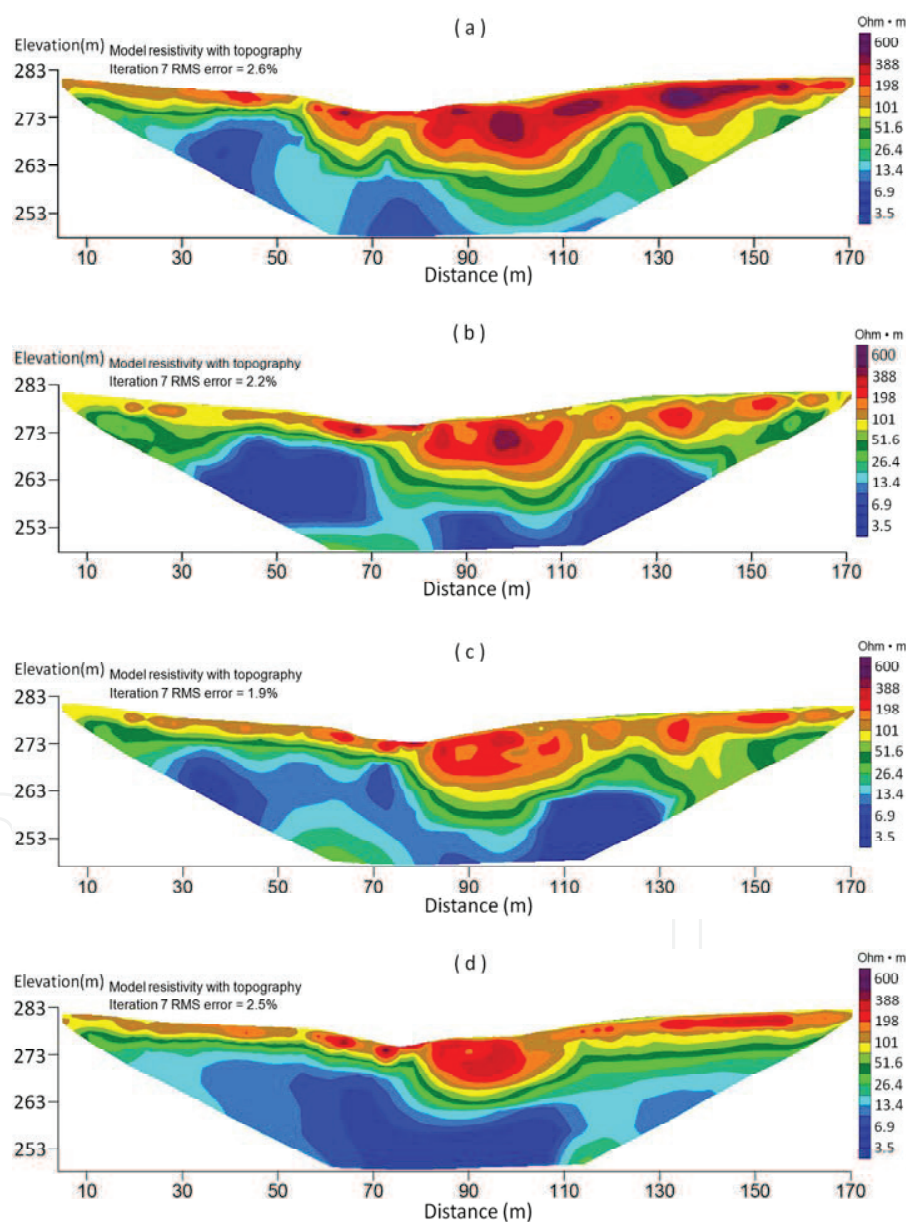 ( a )
Ohm • m
Elevation(m)
Model resistivity with topography
Iteration 7 RMS error = 2.6%
600
388
198
101
51.6
26.4
13.4
6.9
3.5
283
273
263
253
10 30 50 70 90 110 130 150 170
Distance (m)
( b )
Ohm • m
Elevation(m)
Model resistivity with topography
Iteration 7 RMS error = 2.2%
600
388
198
101
51.6
26.4
13.4
6.9
3.5
283
273
263
253
10 30 50 70 90 110 130 150 170
Distance (m)
( c )
Ohm • m
Elevation(m)
Model resistivity with topography
Iteration 7 RMS error = 1.9%
600
388
198
101
51.6
26.4
13.4
6.9
3.5
283
273
263
253
10 30 50 70 90 110 130 150 170
Distance (m)
( d )
Ohm • m
Elevation(m)
Model resistivity with topography
Iteration 7 RMS error = 2.5%
600
388
198
101
51.6
26.4
13.4
6.9
3.5
283
273
263
253
10 30 50 70 90 110 130 150 170
Distance (m)